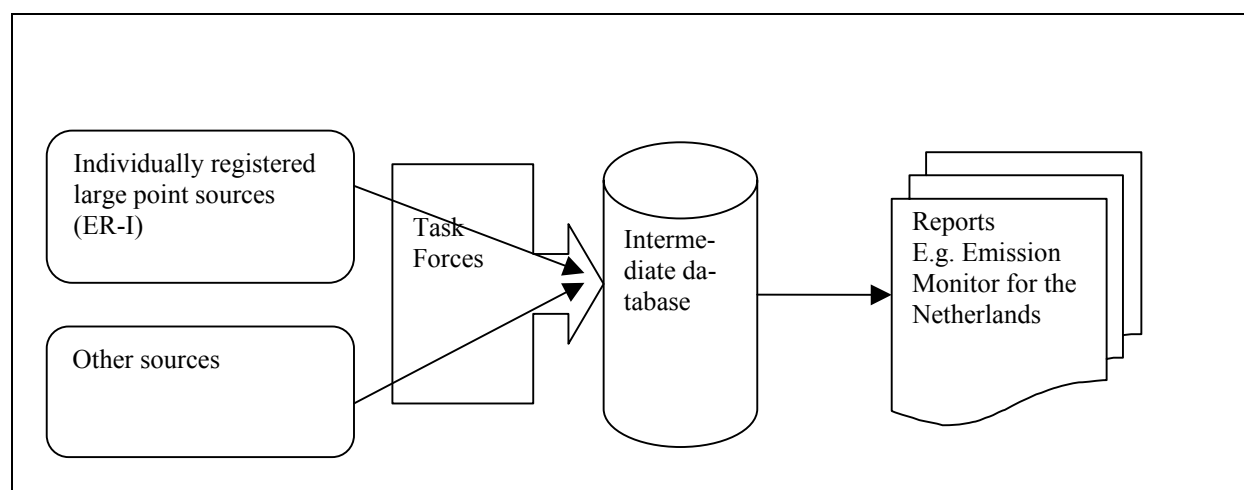 Individually registered
large point sources
(ER-I)
Other sources
Task
Forces
Interme-
diate da-
tabase
Reports
E.g. Emission
Monitor for the
Netherlands